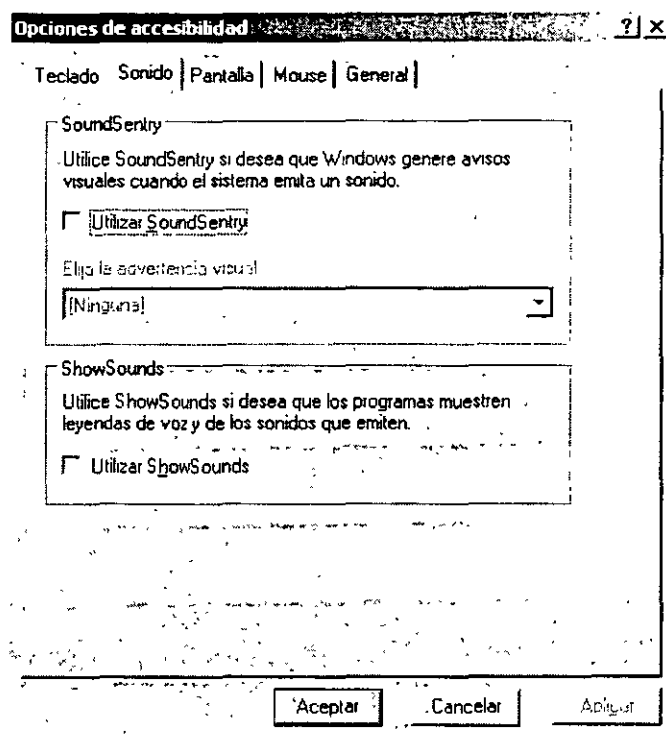 Opciones de accesibilidad ? x
Teclado Sonido Pantalla Mouse General
SoundSentry
Utilice SoundSentry si desea que Windows genere avisos
visuales cuando el sistema emita un sonido.
Utilizar SoundSentry
Elija la advertencia visual
[Ninguna]
ShowSounds
Utilice ShowSounds si desea que los programas muestren
leyendas de voz y de los sonidos que emiten.
Utilizar ShowSounds
Aceptar Cancelar Aplicar